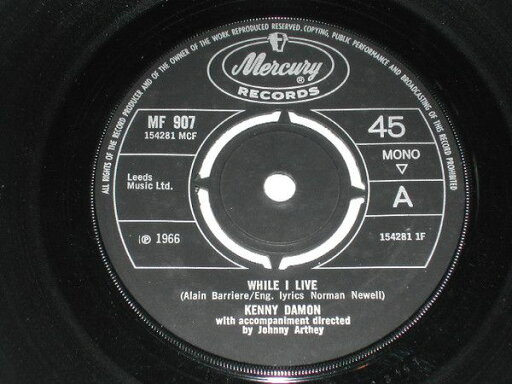 ALL RIGHTS OF THE RECORD PRODUCER AND OF THE OWNER OF THE WORK REPRODUCED RESERVED. COPYING, PUBLIC PERFORMANCE AND BROADCASTING OF THIS RECORD PROHIBITED
Mercury ®
RECORDS
MF 907
154281 MCF
45
MONO
A
Leeds
Music Ltd.
℗ 1966
154281 1F
WHILE I LIVE
(Alain Barriere/Eng. lyrics Norman Newell)
KENNY DAMON
with accompaniment directed
by Johnny Arthey